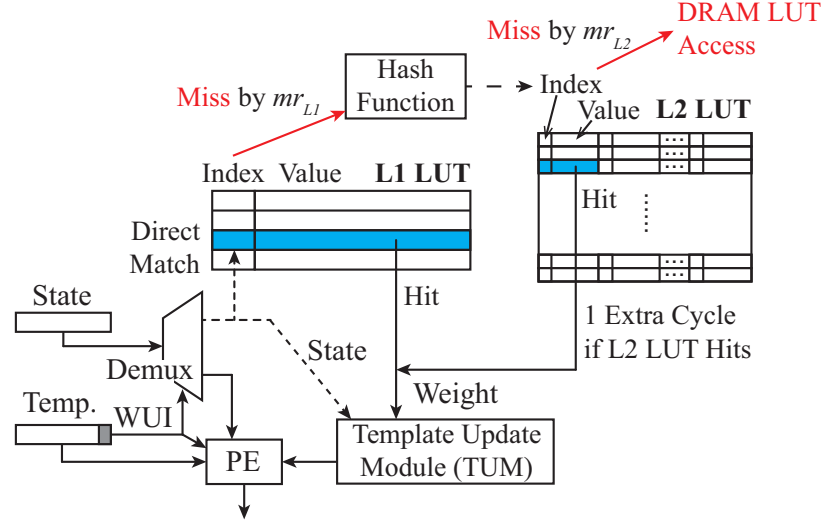 DRAM LUT
Access
Miss by mr_L2
Hash
Function
Index
Value
L2 LUT
Miss by mr_L1
Index
Value
L1 LUT
Direct
Match
Hit
Hit
State
Demux
State
1 Extra Cycle
if L2 LUT Hits
Weight
Temp.
WUI
PE
Template Update
Module (TUM)